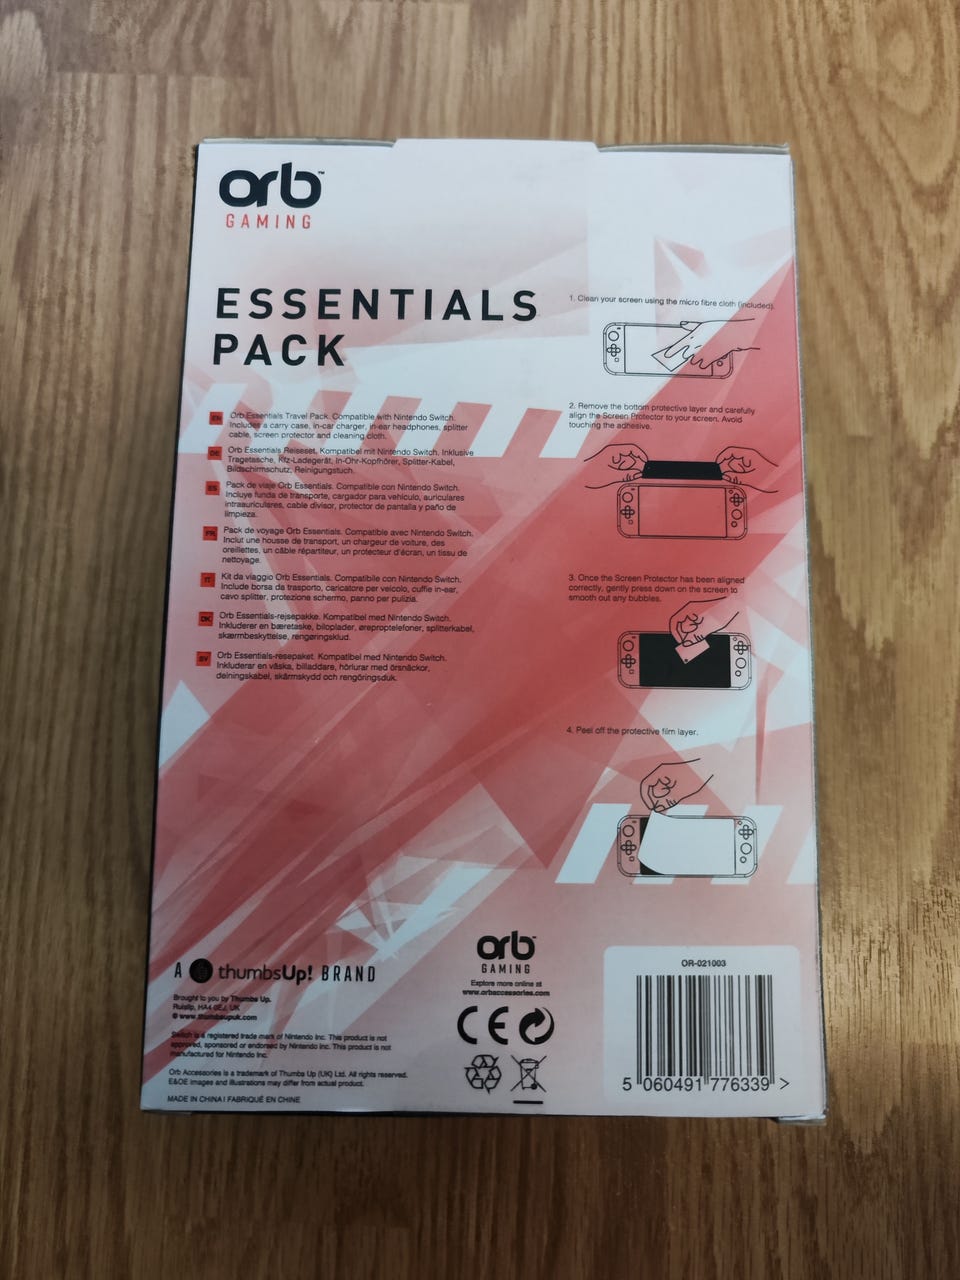 orb™
GAMING
ESSENTIALS
PACK
EN
Orb Essentials Travel Pack. Compatible with Nintendo Switch.
Includes a carry case, in-car charger, in-ear headphones, splitter
cable, screen protector and cleaning cloth.
DE
Orb Essentials Reiseset. Kompatibel mit Nintendo Switch. Inklusive
Tragetasche, Kfz-Ladegerät, In-Ohr-Kopfhörer, Splitter-Kabel,
Bildschirmschutz, Reinigungstuch.
ES
Pack de viaje Orb Essentials. Compatible con Nintendo Switch.
Incluye funda de transporte, cargador para vehículo, auriculares
intraauriculares, cable divisor, protector de pantalla y paño de
limpieza.
FR
Pack de voyage Orb Essentials. Compatible avec Nintendo Switch.
Inclut une housse de transport, un chargeur de voiture, des
oreillettes, un câble répartiteur, un protecteur d'écran, un tissu de
nettoyage.
IT
Kit da viaggio Orb Essentials. Compatibile con Nintendo Switch.
Include borsa da trasporto, caricatore per veicolo, cuffie in-ear,
cavo splitter, protezione schermo, panno per pulizia.
DK
Orb Essentials-rejsepakke. Kompatibel med Nintendo Switch.
Inkluderer en bæretaske, biloplader, øreproptelefoner, splitterkabel,
skærmbeskyttelse, rengøringsklud.
SV
Orb Essentials-resepaket. Kompatibel med Nintendo Switch.
Inkluderar en väska, billaddare, hörlurar med örsnäckor,
delningskabel, skärmskydd och rengöringsduk.
1. Clean your screen using the micro fibre cloth (included).
2. Remove the bottom protective layer and carefully
align the Screen Protector to your screen. Avoid
touching the adhesive.
3. Once the Screen Protector has been aligned
correctly, gently press down on the screen to
smooth out any bubbles.
4. Peel off the protective film layer.
A thumbsUp! BRAND
Brought to you by Thumbs Up.
Ruislip, HA4 0EJ, UK
© www.thumbsupuk.com
Switch is a registered trade mark of Nintendo Inc. This product is not
approved, sponsored or endorsed by Nintendo Inc. This product is not
manufactured for Nintendo Inc.
Orb Accessories is a trademark of Thumbs Up (UK) Ltd. All rights reserved.
E&OE Images and illustrations may differ from actual product.
MADE IN CHINA I FABRIQUÉ EN CHINE
orb™
GAMING
Explore more online at
www.orbaccessories.com
CE
OR-021003
5 060491 776339 >